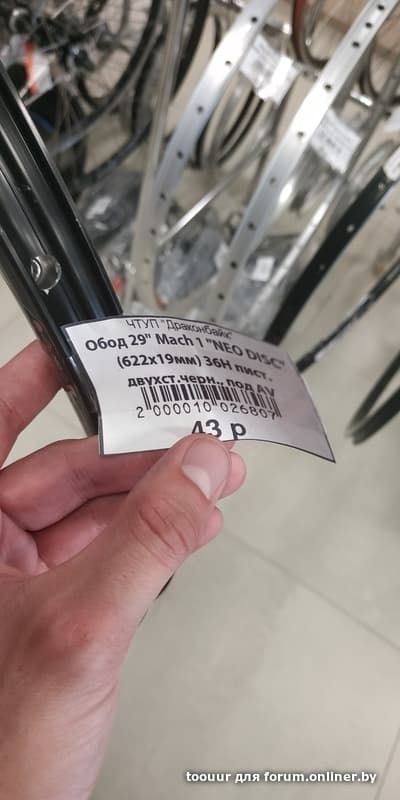 ЧТУП "Драконбайк"
Обод 29" Mach 1 "NEO DISC"
(622x19мм) 36Н пист.
двухст.черн., под AV
2 000010 026807
43 р
toouur для forum.onliner.by